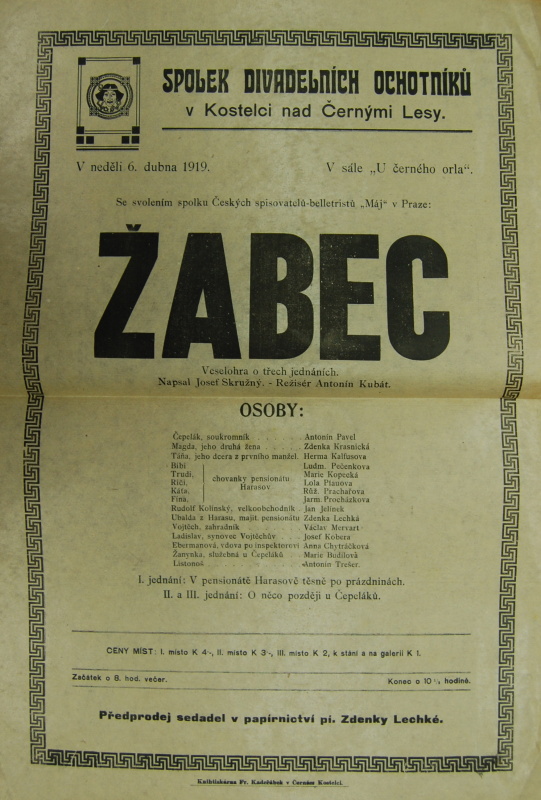 SPOLEK DIVADELNÍCH OCHOTNÍKŮ
v Kostelci nad Černými Lesy.
V neděli 6. dubna 1919. V sále „U černého orla“.
Se svolením spolku Českých spisovatelů-belletristů „Máj“ v Praze:
ŽABEC
Veselohra o třech jednáních.
Napsal Josef Skružný. - Režisér Antonín Kubát.
OSOBY:
Čepelák, soukromník . . . . . . Antonín Pavel
Magda, jeho druhá žena . . . . . Zdenka Krasnická
Táňa, jeho dcera z prvního manžel. Herma Kalfusova
Bibi Ludm. Pečenkova
Trudi, Marie Kopecká
Rici, chovanky pensionátu Lola
Káťa, Harasov Růž. Prachařova
Fina, Jarm. Procházkova
Rudolf Kolinský, velkoobchodník . Jan Jelínek
Ubalda z Harasu, majit. pensionátu Zdenka Lechká
Vojtěch, zahradník . . . . . . Václav Mervart
Ladislav, synovec Vojtěchův . . . Josef Kobera
Ebermanová, vdova po inspektorovi Anna Chytráčková
Žanynka, služebná u Čepeláků . . Marie Budilová
Listonoš . . . . . . . . . . Antonín Trešer.
I. jednání: V pensionátě Harasově těsně po prázdninách.
II. a III. jednání: O něco později u Čepeláků.
CENY MÍST: I. místo K 4·-, II. místo K 3·-, III. místo K 2, k stání a na galerii K 1.
Začátek o 8. hod. večer. Konec o hodině.
Předprodej sedadel v papírnictví pí. Zdenky Lechké.
Knihtiskárna Fr. Kadeřábek v Černém Kostelci.